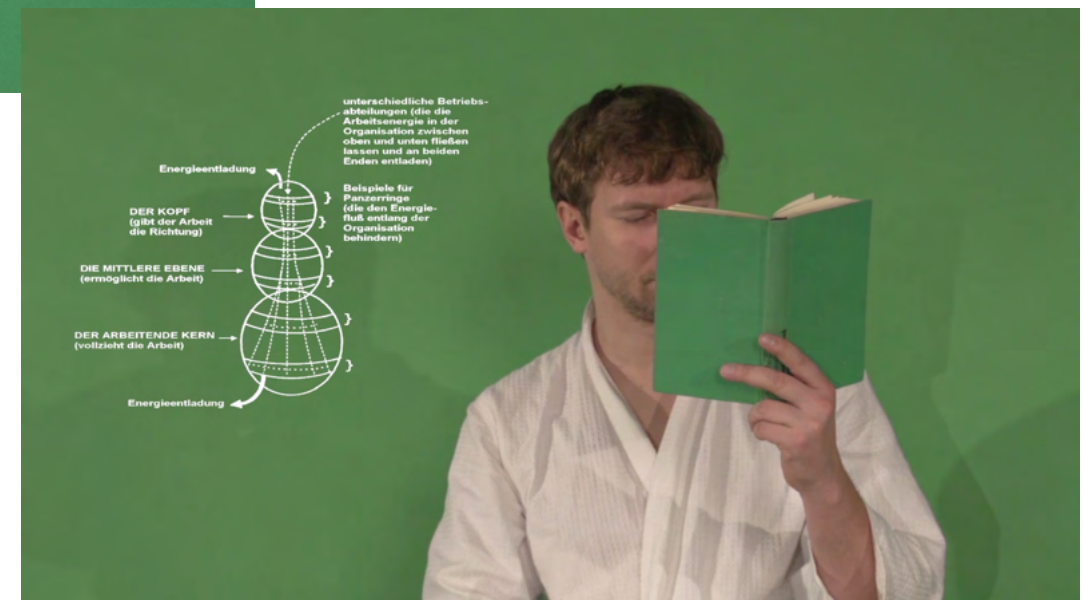 unterschiedliche Betriebs-
abteilungen (die die
Arbeitsenergie in der
Organisation zwischen
oben und unten fließen
lassen und an beiden
Enden entladen)
Energieentladung
Beispiele für
Panzerringe
(die den Energie-
fluß entlang der
Organisation
behindern)
DER KOPF
(gibt der Arbeit
die Richtung)
DIE MITTLERE EBENE
(ermöglicht die Arbeit)
DER ARBEITENDE KERN
(vollzieht die Arbeit)
Energieentladung